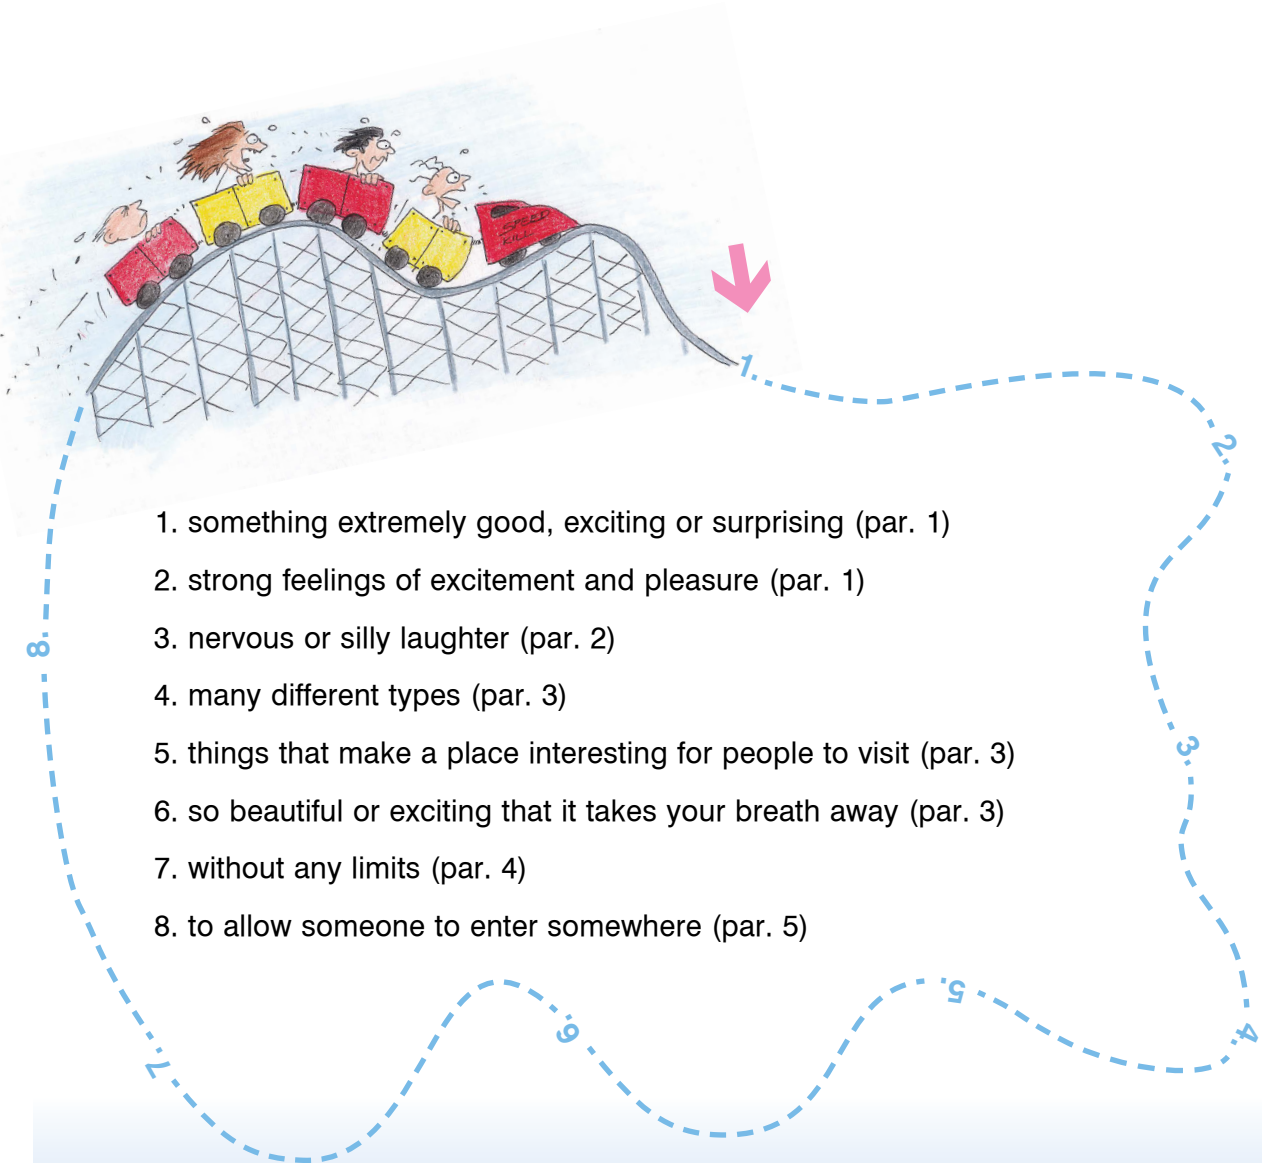 SPEED
KILL
1.
2.
1. something extremely good, exciting or surprising (par. 1)
2. strong feelings of excitement and pleasure (par. 1)
3. nervous or silly laughter (par. 2)
8.
4. many different types (par. 3)
5. things that make a place interesting for people to visit (par. 3)
3.
6. so beautiful or exciting that it takes your breath away (par. 3)
7. without any limits (par. 4)
8. to allow someone to enter somewhere (par. 5)
5.
6.
4.
7.